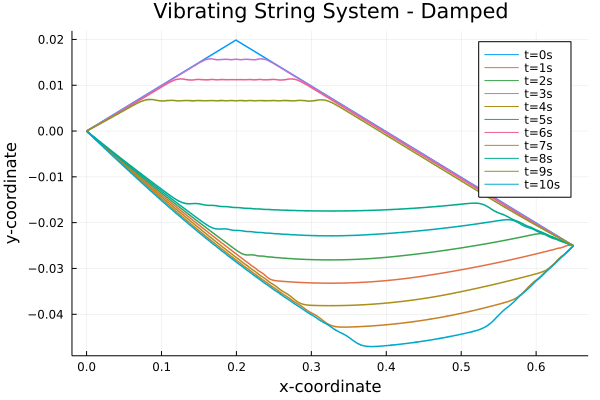 Vibrating String System - Damped
y-coordinate
0.02
0.01
0.00
−0.01
−0.02
−0.03
−0.04
t=0s
t=1s
t=2s
t=3s
t=4s
t=5s
t=6s
t=7s
t=8s
t=9s
t=10s
0.0 0.1 0.2 0.3 0.4 0.5 0.6
x-coordinate